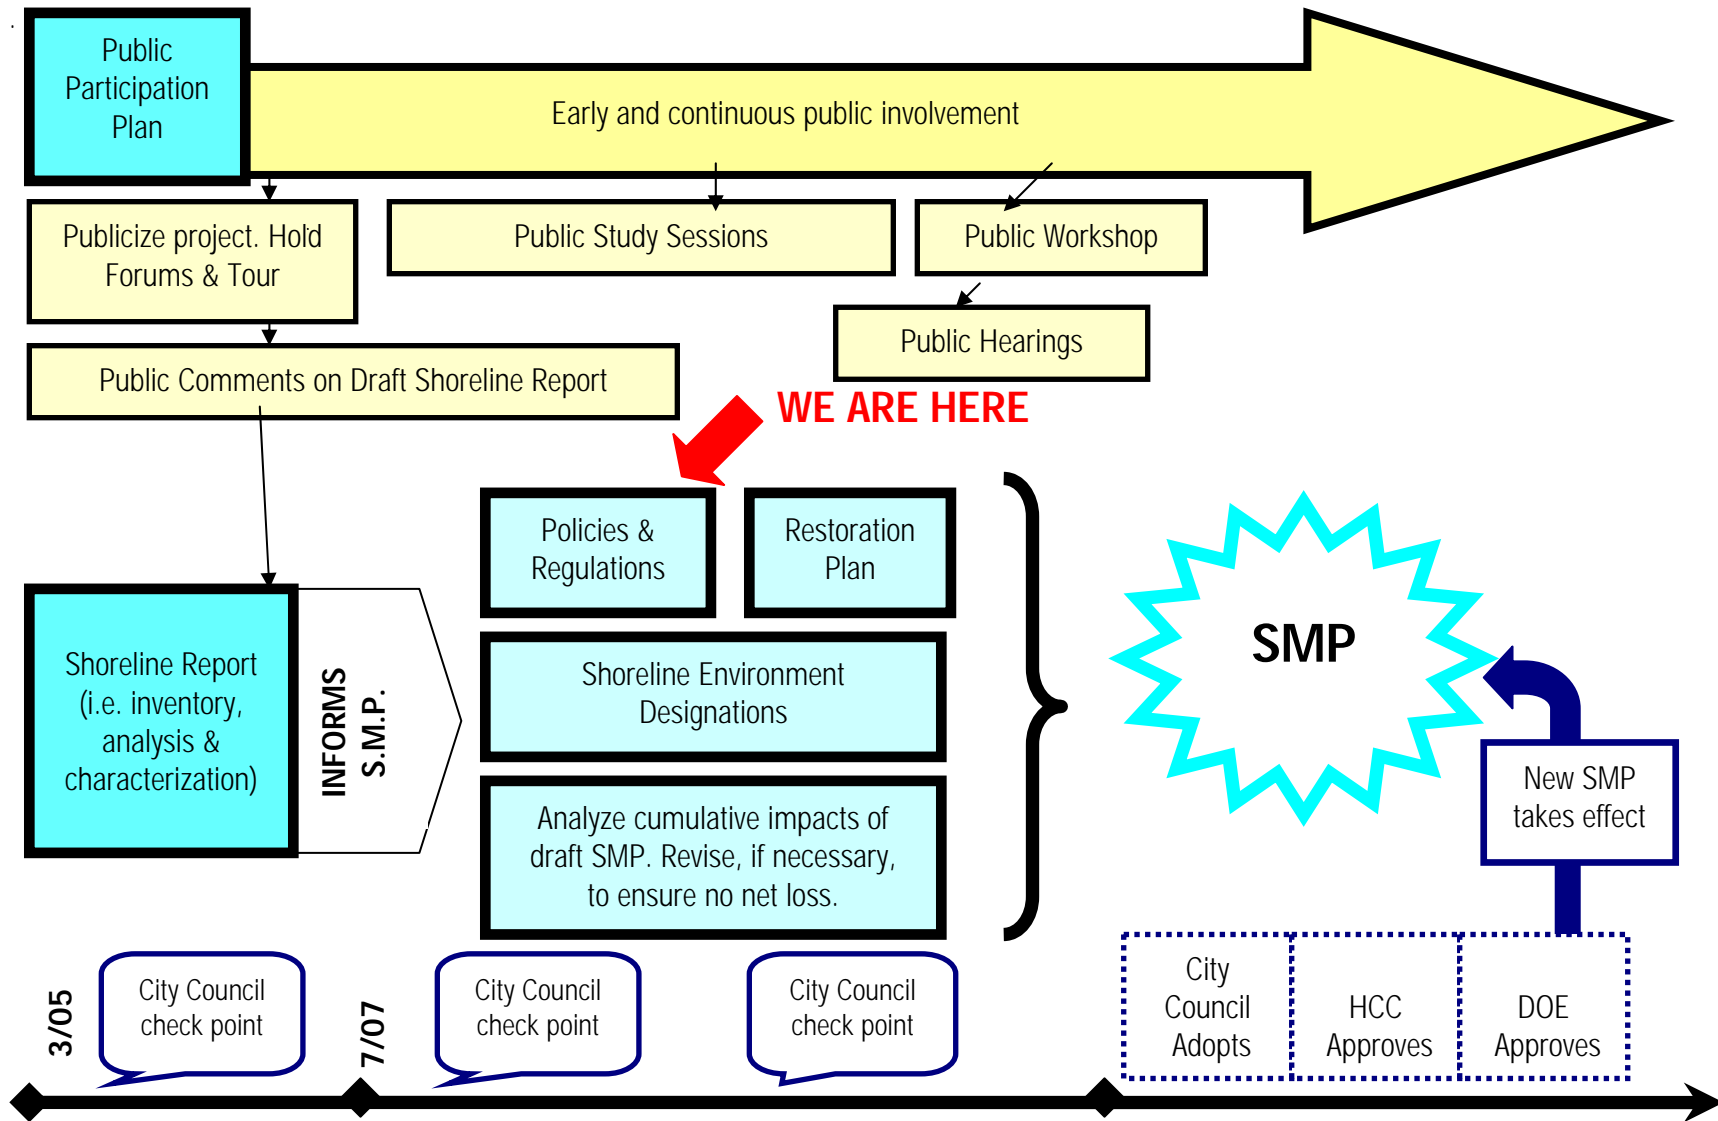 Public
Participation
Plan
Early and continuous public involvement
Publicize project. Hold
Forums & Tour
Public Study Sessions
Public Workshop
Public Hearings
Public Comments on Draft Shoreline Report
WE ARE HERE
Policies &
Regulations
Restoration
Plan
Shoreline Report
(i.e. inventory,
analysis &
characterization)
INFORMS
S.M.P.
Shoreline Environment
Designations
Analyze cumulative impacts of
draft SMP. Revise, if necessary,
to ensure no net loss.
SMP
New SMP
takes effect
3/05
City Council
check point
7/07
City Council
check point
City Council
check point
City
Council
Adopts
HCC
Approves
DOE
Approves